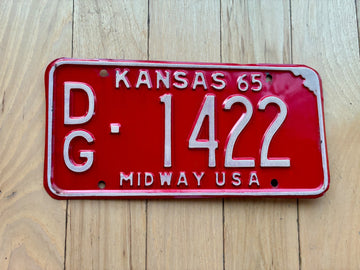 KANSAS 65
DG · 1422
MIDWAY USA